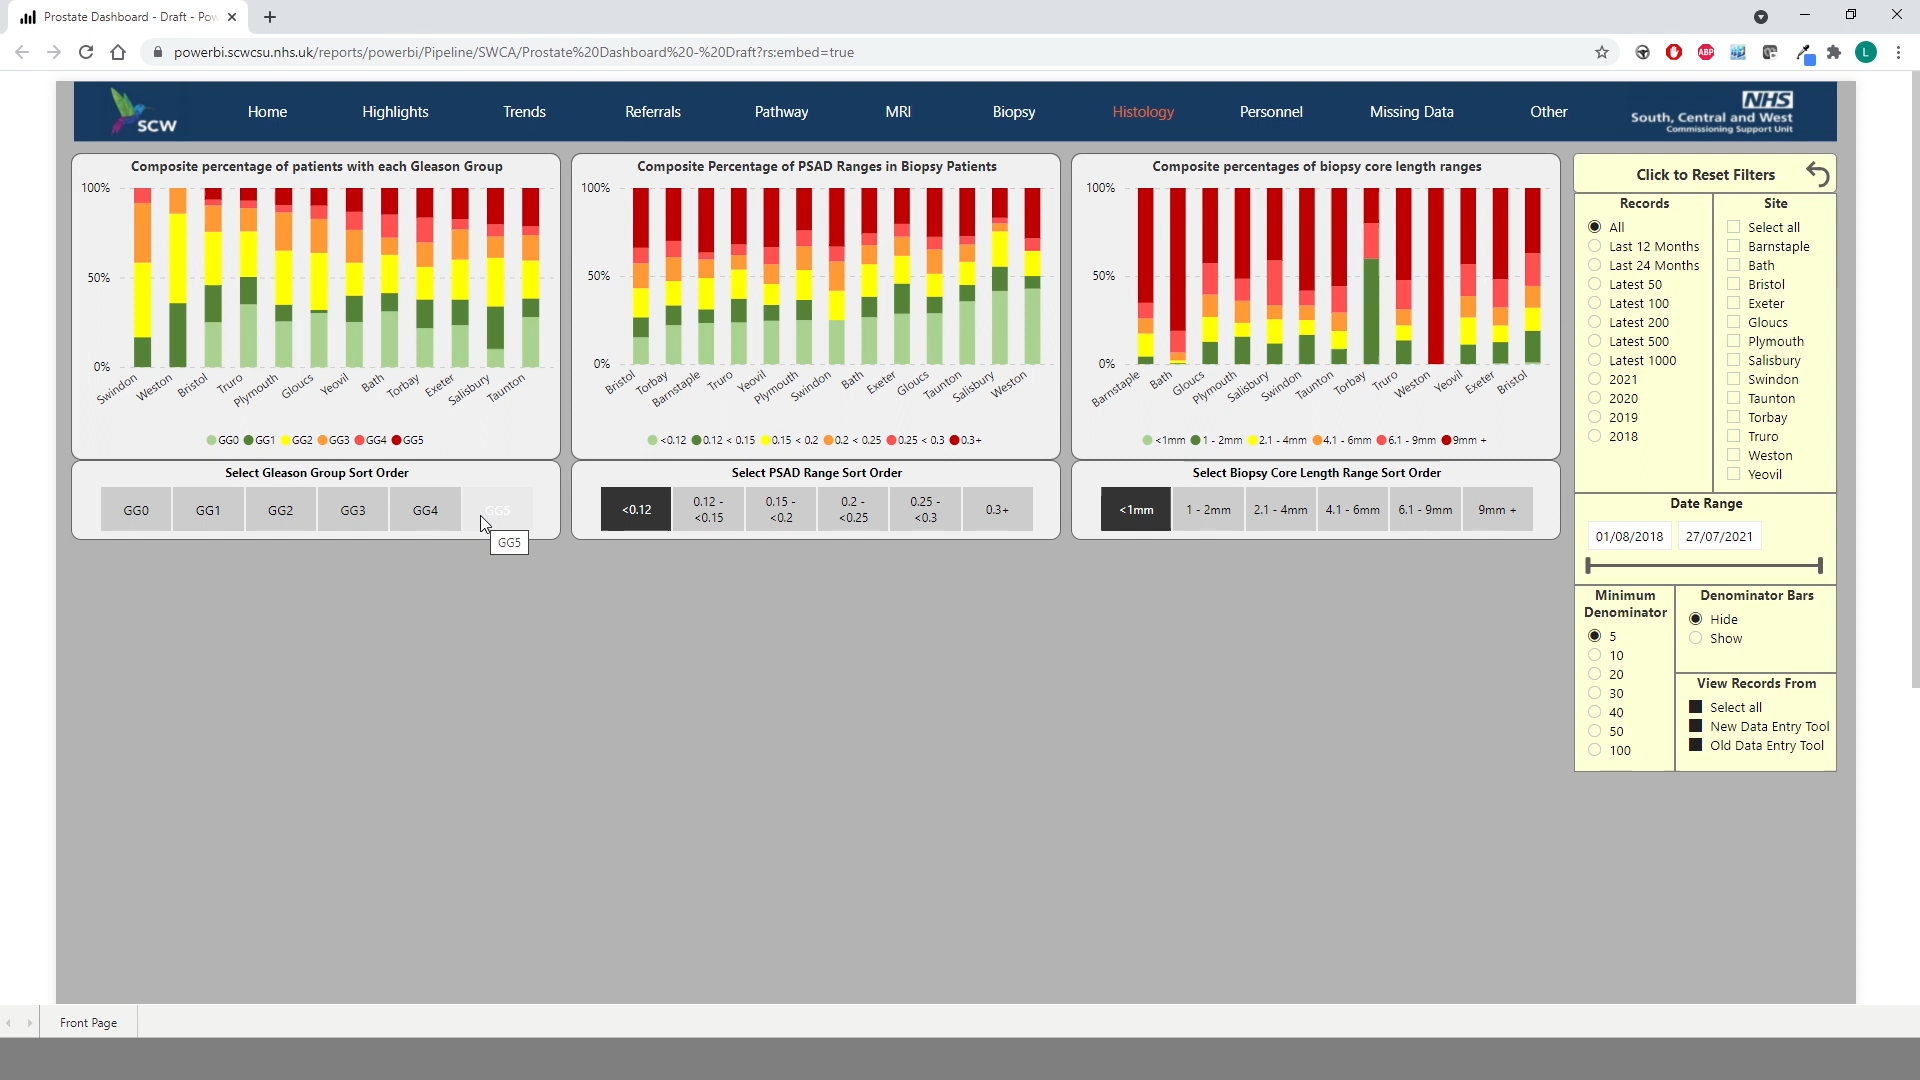 Prostate Dashboard - Draft - Pow
powerbi.scwcsu.nhs.uk/reports/powerbi/Pipeline/SWCA/Prostate%20Dashboard%20-%20Draft?rs:embed=true
ABP
L
SCW
Home
Highlights
Trends
Referrals
Pathway
MRI
Biopsy
Histology
Personnel
Missing Data
Other
NHS
South, Central and West
Commissioning Support Unit
Composite percentage of patients with each Gleason Group
100%
50%
0%
Swindon
Weston
Bristol
Truro
Plymouth
Gloucs
Yeovil
Bath
Torbay
Exeter
Salisbury
Taunton
GG0 GG1 GG2 GG3 GG4 GG5
Select Gleason Group Sort Order
GG0 GG1 GG2 GG3 GG4 GG5
GG5
Composite Percentage of PSAD Ranges in Biopsy Patients
100%
50%
0%
Bristol
Torbay
Barnstaple
Truro
Yeovil
Plymouth
Swindon
Bath
Exeter
Gloucs
Taunton
Salisbury
Weston
<0.12 0.12 < 0.15 0.15 < 0.2 0.2 < 0.25 0.25 < 0.3 0.3+
Select PSAD Range Sort Order
<0.12
0.12 -
<0.15
0.15 -
<0.2
0.2 -
<0.25
0.25 -
<0.3
0.3+
Composite percentages of biopsy core length ranges
100%
50%
0%
Barnstaple
Bath
Gloucs
Plymouth
Salisbury
Swindon
Taunton
Torbay
Truro
Weston
Yeovil
Exeter
Bristol
<1mm 1 - 2mm 2.1 - 4mm 4.1 - 6mm 6.1 - 9mm 9mm +
Select Biopsy Core Length Range Sort Order
<1mm 1 - 2mm 2.1 - 4mm 4.1 - 6mm 6.1 - 9mm 9mm +
Click to Reset Filters
Records
All
Last 12 Months
Last 24 Months
Latest 50
Latest 100
Latest 200
Latest 500
Latest 1000
2021
2020
2019
2018
Site
Select all
Barnstaple
Bath
Bristol
Exeter
Gloucs
Plymouth
Salisbury
Swindon
Taunton
Torbay
Truro
Weston
Yeovil
Date Range
01/08/2018 27/07/2021
Minimum
Denominator
5
10
20
30
40
50
100
Denominator Bars
Hide
Show
View Records From
Select all
New Data Entry Tool
Old Data Entry Tool
Front Page